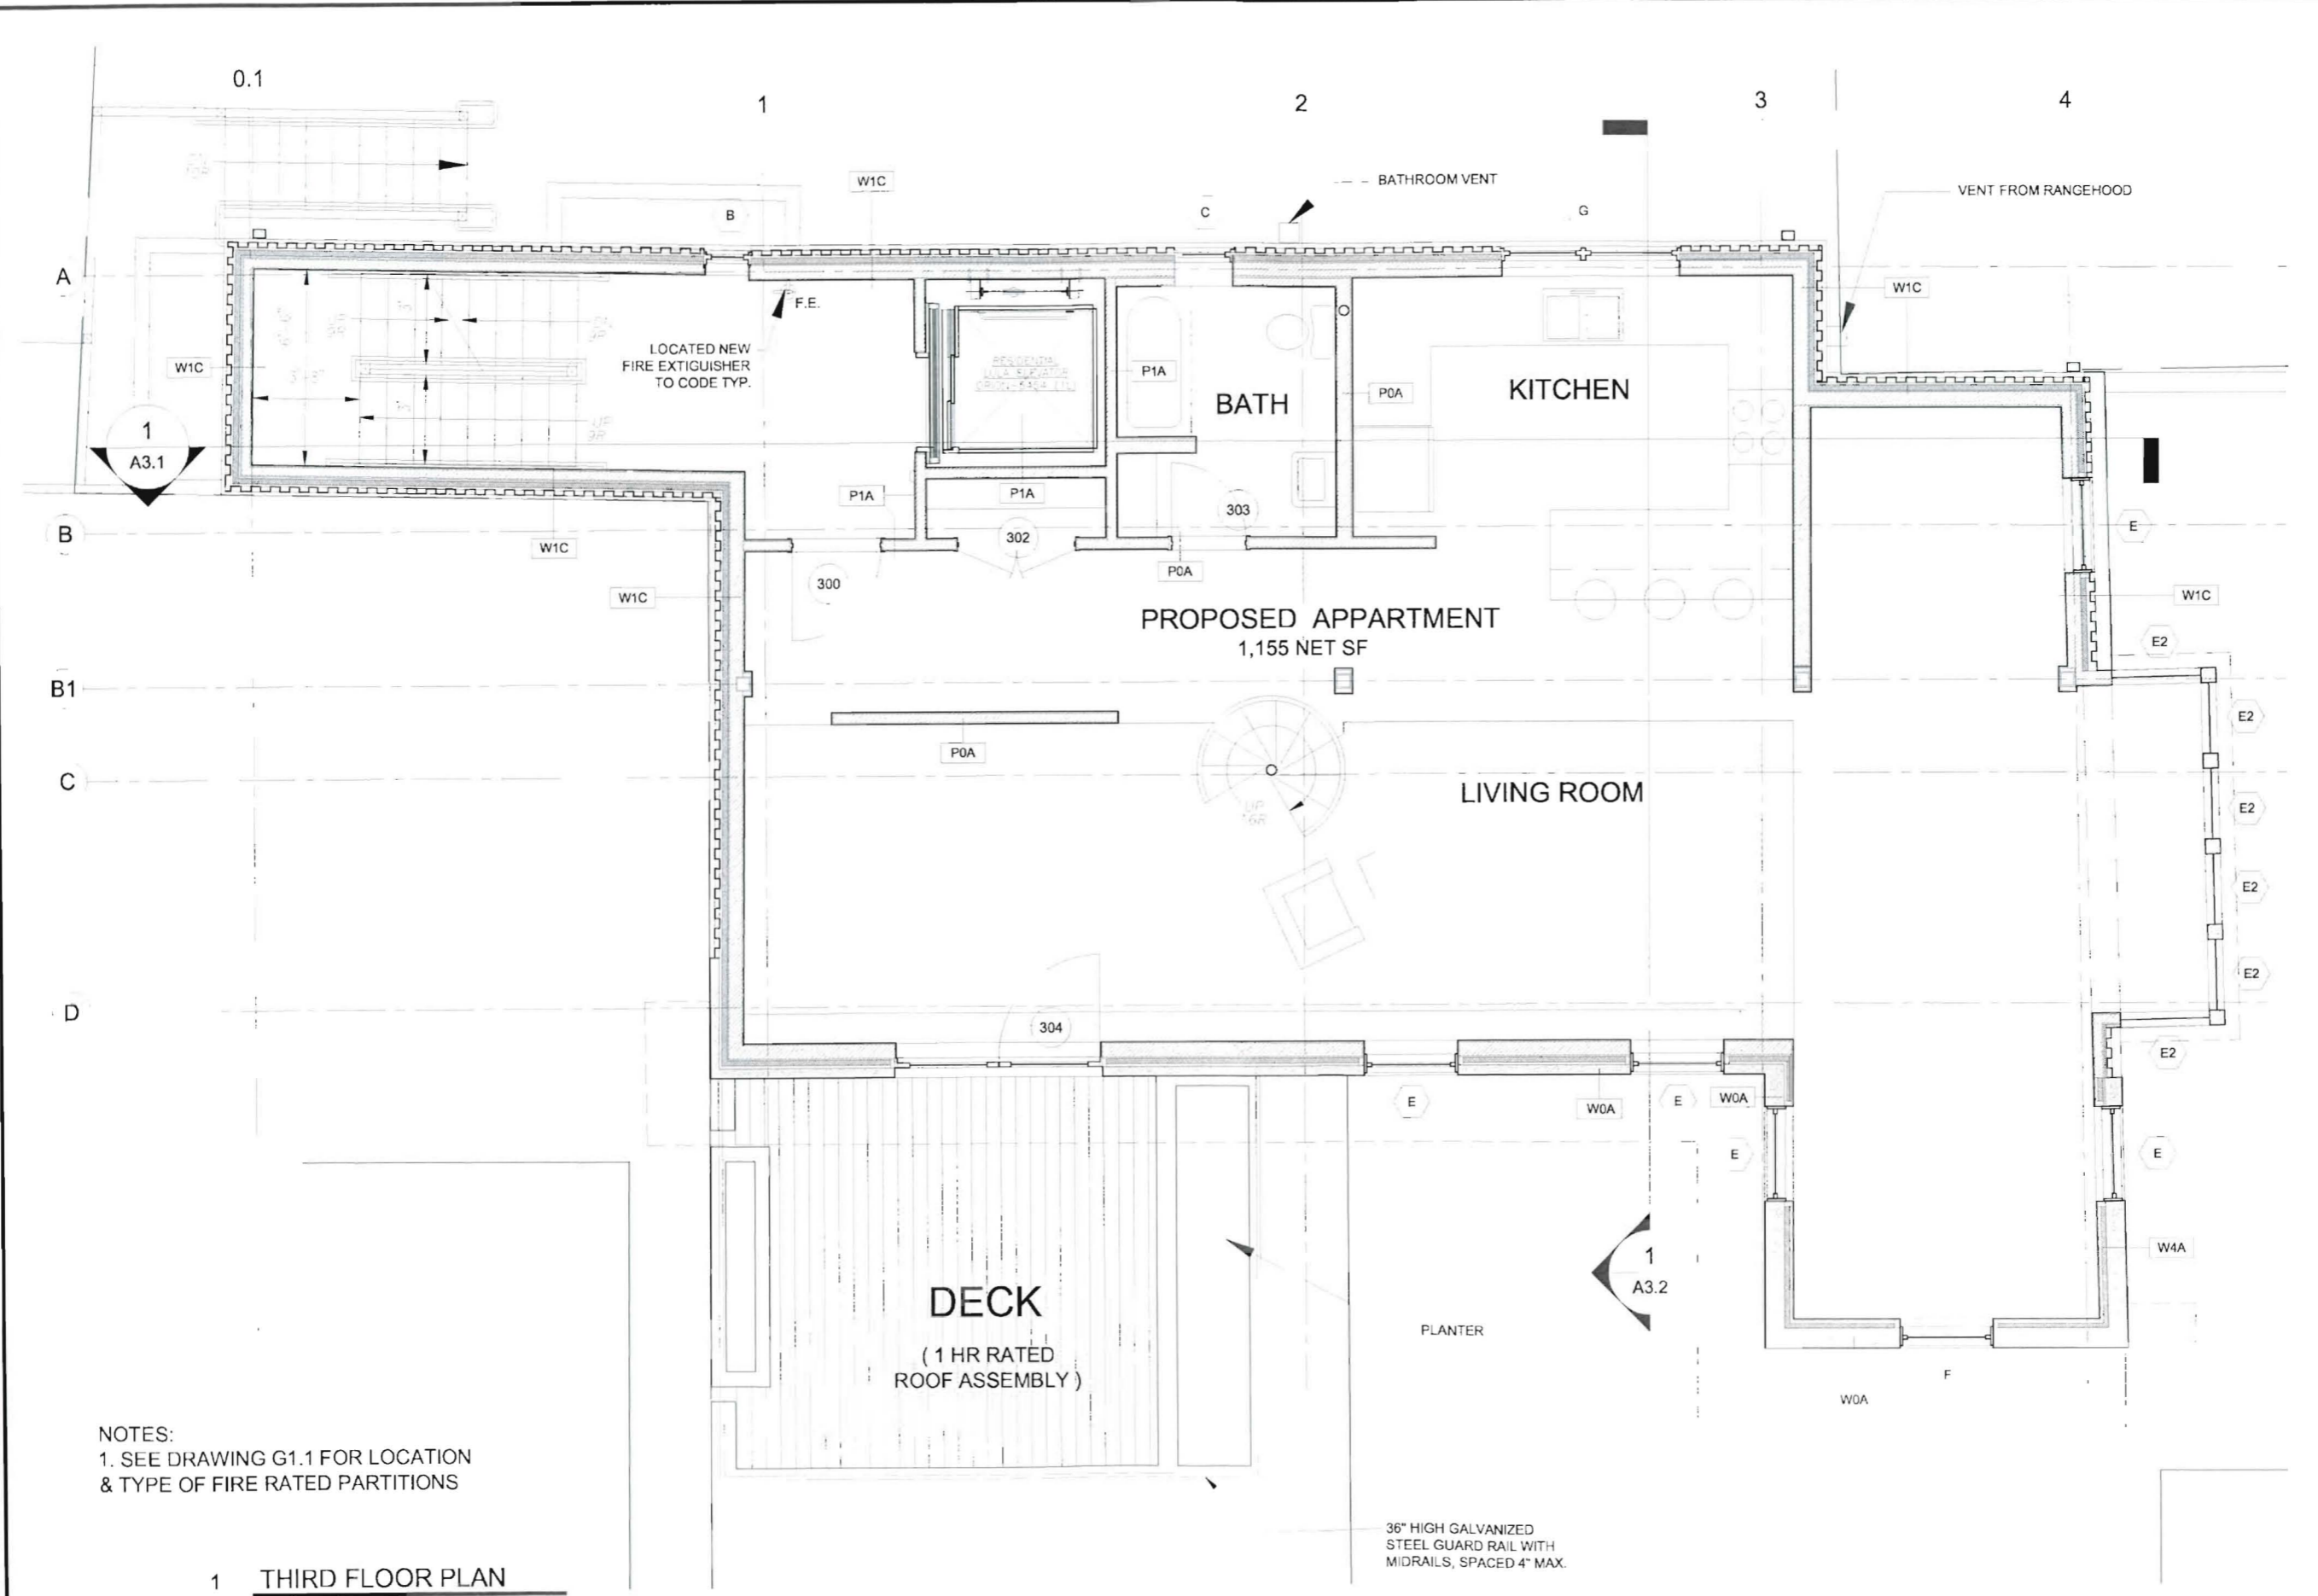 0.1
1
2
3
4
W1C
BATHROOM VENT
VENT FROM RANGEHOOD
B
C
G
A
F.E.
W1C
LOCATED NEW
FIRE EXTIGUISHER
TO CODE TYP.
W1C
RESIDENTIAL
P1A
BATH
P0A
KITCHEN
1
A3.1
P1A
P1A
303
302
B
W1C
E
300
P0A
W1C
W1C
PROPOSED APPARTMENT
1,155 NET SF
E2
B1
E2
P0A
C
LIVING ROOM
UP
16R
E2
E2
E2
D
304
E2
E
W0A
E
W0A
E
E
1
A3.2
W4A
DECK
( 1 HR RATED
ROOF ASSEMBLY )
PLANTER
F
W0A
NOTES:
1. SEE DRAWING G1.1 FOR LOCATION
& TYPE OF FIRE RATED PARTITIONS
36" HIGH GALVANIZED
STEEL GUARD RAIL WITH
MIDRAILS, SPACED 4" MAX.
1 THIRD FLOOR PLAN